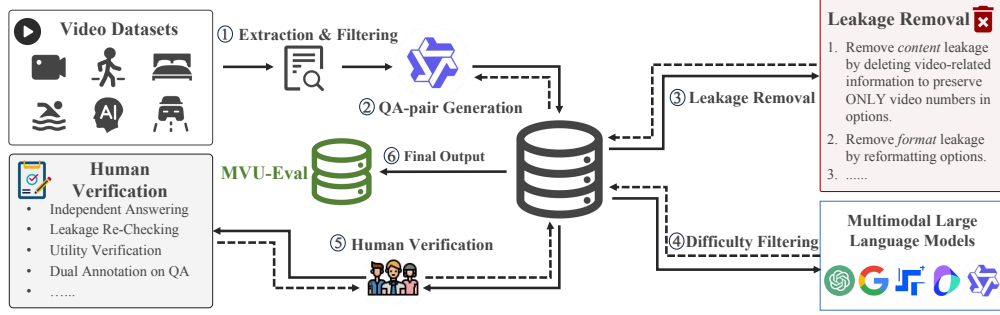 Video Datasets
① Extraction & Filtering
AI
② QA-pair Generation
Leakage Removal
1. Remove content leakage
by deleting video-related
information to preserve
ONLY video numbers in
options.
2. Remove format leakage
by reformatting options.
3. ......
③ Leakage Removal
⑥ Final Output
MVU-Eval
Human
Verification
• Independent Answering
• Leakage Re-Checking
• Utility Verification
• Dual Annotation on QA
• ......
⑤ Human Verification
④ Difficulty Filtering
Multimodal Large
Language Models